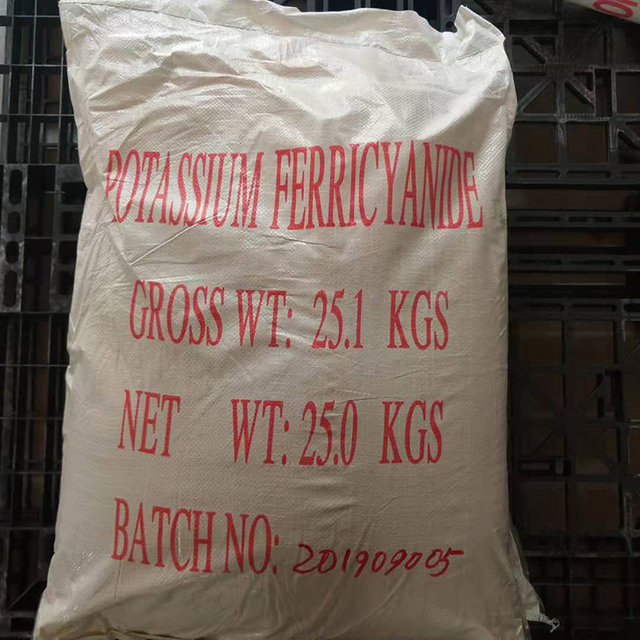 POTASSIUM FERRICYANIDE
GROSS WT: 25.1 KGS
NET WT: 25.0 KGS
BATCH NO: 201909005